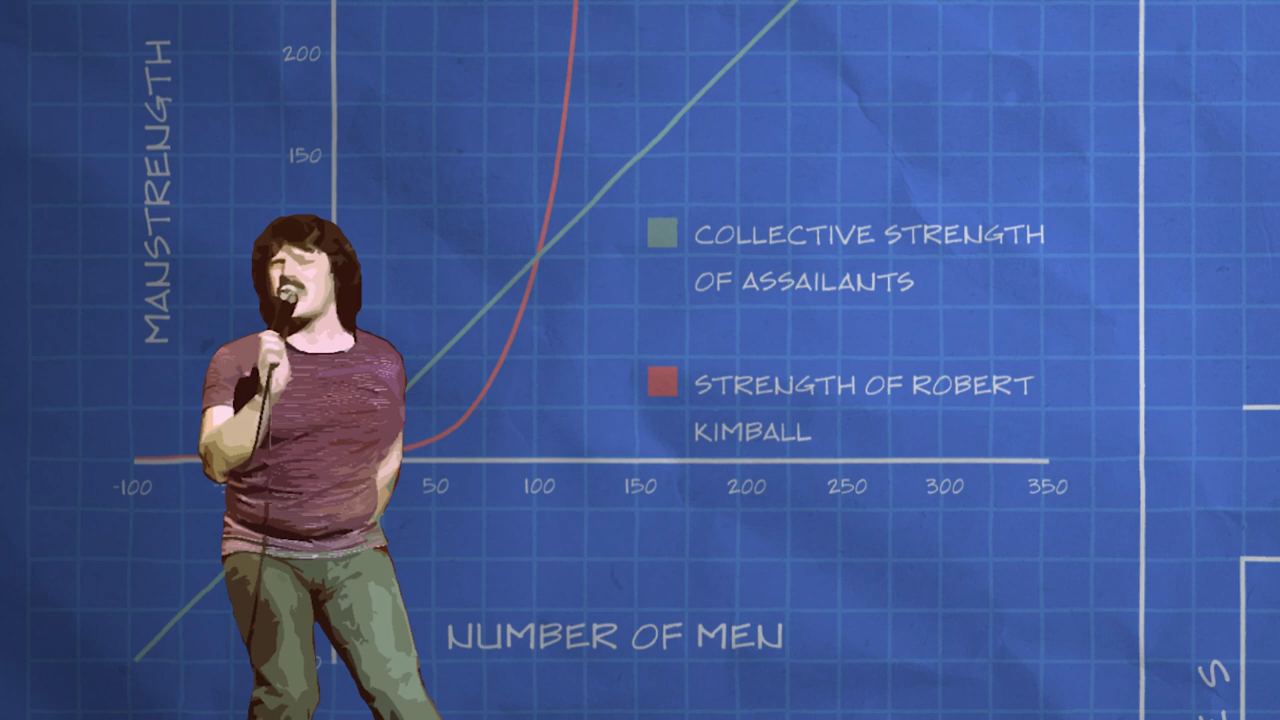 MANSTRENGTH
200
150
COLLECTIVE STRENGTH
OF ASSAILANTS
STRENGTH OF ROBERT
KIMBALL
-100
50
100
150
200
250
300
350
NUMBER OF MEN